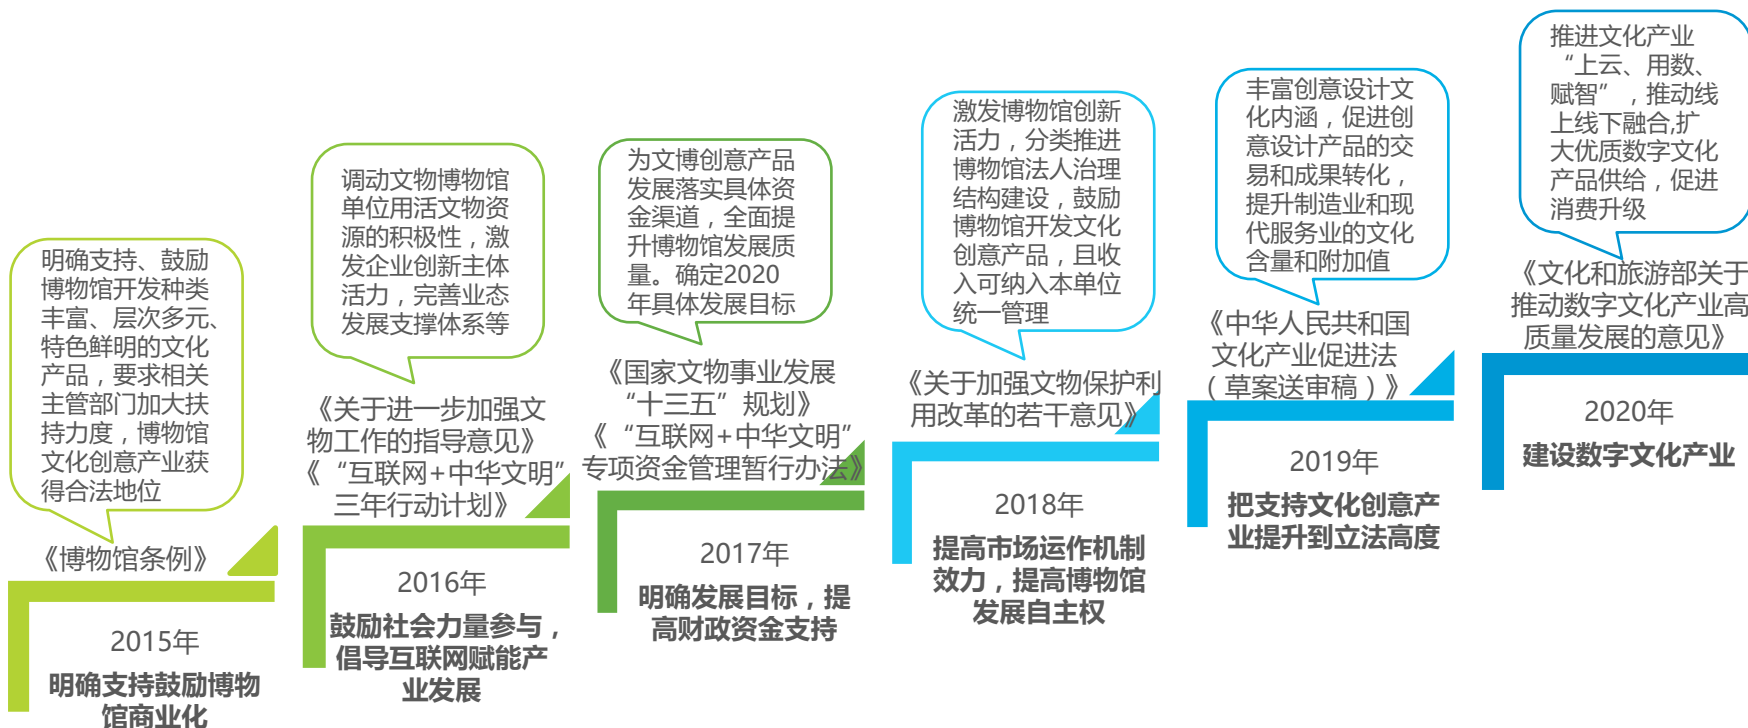 明确支持、鼓励
博物馆开发种类
丰富、层次多元、
特色鲜明的文化
产品，要求相关
主管部门加大扶
持力度，博物馆
文化创意产业获
得合法地位
《博物馆条例》
2015年
明确支持鼓励博物
馆商业化
调动文物博物馆
单位用活文物资
源的积极性，激
发企业创新主体
活力，完善业态
发展支撑体系等
《关于进一步加强文
物工作的指导意见》
《“互联网+中华文明”
三年行动计划》
2016年
鼓励社会力量参与，
倡导互联网赋能产
业发展
为文博创意产品
发展落实具体资
金渠道，全面提
升博物馆发展质
量。确定2020
年具体发展目标
《国家文物事业发展
“十三五”规划》
《“互联网+中华文明”
专项资金管理暂行办法》
2017年
明确发展目标，提
高财政资金支持
激发博物馆创新
活力，分类推进
博物馆法人治理
结构建设，鼓励
博物馆开发文化
创意产品，且收
入可纳入本单位
统一管理
《关于加强文物保护利
用改革的若干意见》
2018年
提高市场运作机制
效力，提高博物馆
发展自主权
丰富创意设计文
化内涵，促进创
意设计产品的交
易和成果转化，
提升制造业和现
代服务业的文化
含量和附加值
《中华人民共和国
文化产业促进法
（草案送审稿）》
2019年
把支持文化创意产
业提升到立法高度
推进文化产业
“上云、用数、
赋智”，推动线
上线下融合,扩
大优质数字文化
产品供给，促进
消费升级
《文化和旅游部关于
推动数字文化产业高
质量发展的意见》
2020年
建设数字文化产业